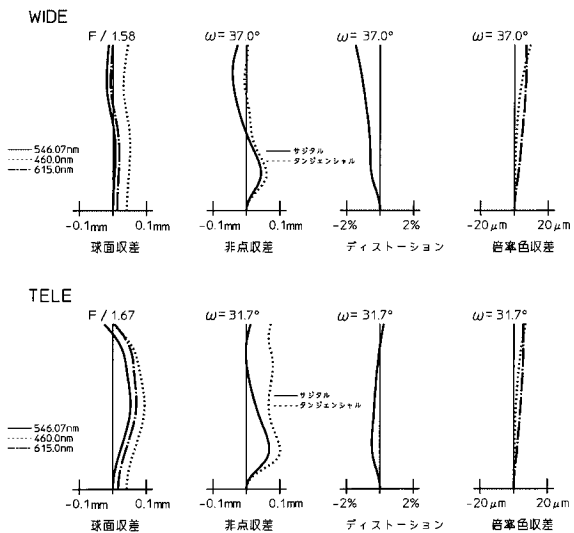 WIDE
F / 1.58
ω=37.0°
ω=37.0°
ω=37.0°
546.07nm
460.0nm
615.0nm
サジタル
タンジェンシャル
-0.1mm 0.1mm
-0.1mm 0.1mm
-2% 2%
-20μm 20μm
球面収差
非点収差
ディストーション
倍率色収差
TELE
F / 1.67
ω=31.7°
ω=31.7°
ω=31.7°
546.07nm
460.0nm
615.0nm
サジタル
タンジェンシャル
-0.1mm 0.1mm
-0.1mm 0.1mm
-2% 2%
-20μm 20μm
球面収差
非点収差
ディストーション
倍率色収差